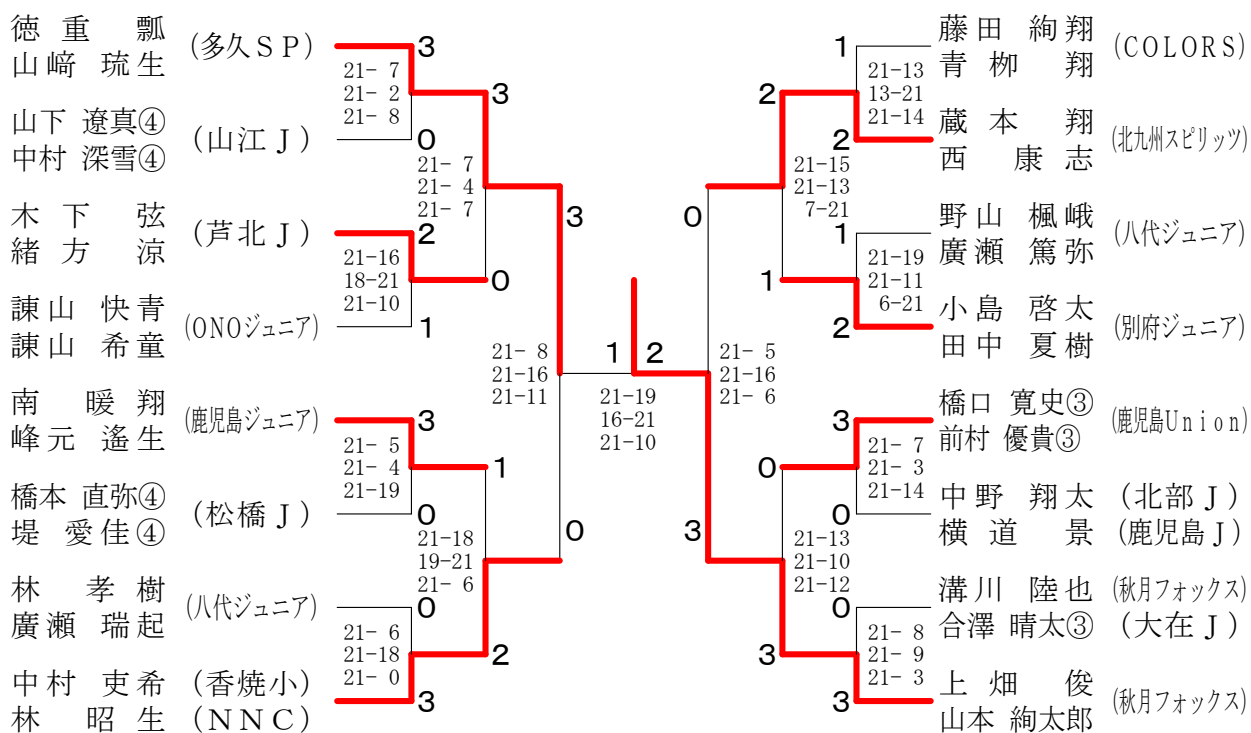 徳重 瓢
山﨑 琉生
(多久ＳＰ)
3
21- 7
21- 2
21- 8
3
山下 遼真④
中村 深雪④
(山江Ｊ)
0
21- 7
21- 4
21- 7
3
木下 弦
緒方 涼
(芦北Ｊ)
2
21-16
18-21
21-10
0
諫山 快青
諫山 希童
(ONOジュニア)
1
21- 8
21-16
21-11
南 暖翔
峰元 遙生
(鹿児島ジュニア)
3
21- 5
21- 4
21-19
1
橋本 直弥④
堤 愛佳④
(松橋Ｊ)
0
21-18
19-21
21- 6
0
林 孝樹
廣瀬 瑞起
(八代ジュニア)
0
21- 6
21-18
21- 0
2
中村 吏希 (香焼小)
林 昭生 (ＮＮＣ)
3
1 2
21-19
16-21
21-10
藤田 絢翔
青栁 翔
(COLORS)
1
21-13
13-21
21-14
2
蔵本 翔
西 康志
(北九州スピリッツ)
2
21-15
21-13
7-21
0
野山 楓峨
廣瀬 篤弥
(八代ジュニア)
1
21-19
21-11
6-21
1
小島 啓太
田中 夏樹
(別府ジュニア)
2
21- 5
21-16
21- 6
橋口 寛史③
前村 優貴③
(鹿児島Union)
3
21- 7
21- 3
21-14
0
中野 翔太 (北部Ｊ)
横道 景 (鹿児島Ｊ)
0
21-13
21-10
21-12
3
溝川 陸也 (秋月フォックス)
合澤 晴太③ (大在Ｊ)
0
21- 8
21- 9
21- 3
3
上畑 俊
山本 絢太郎
(秋月フォックス)
3